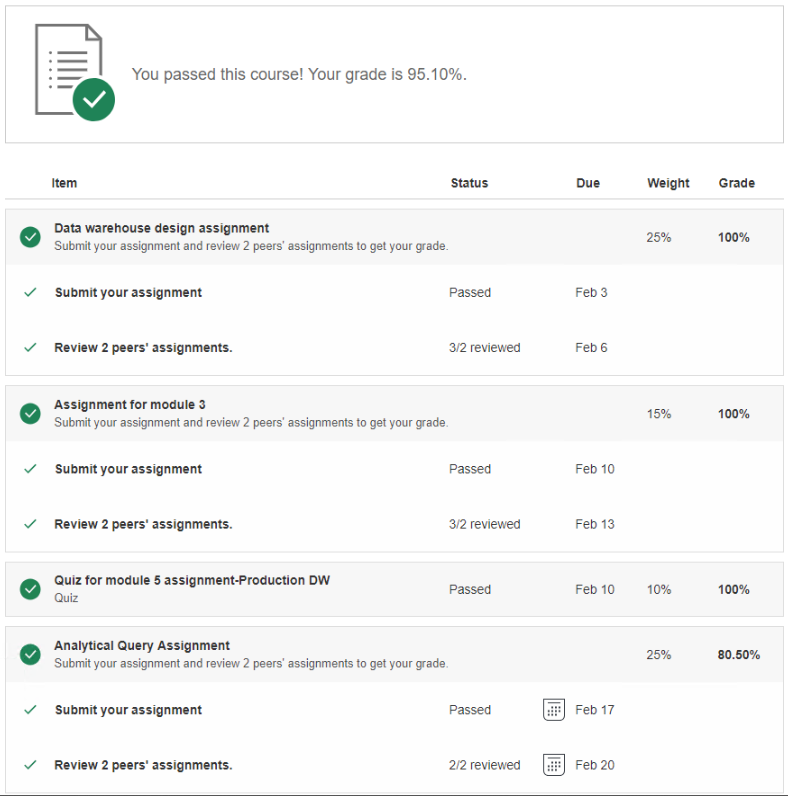 You passed this course! Your grade is 95.10%.
Item Status Due Weight Grade
Data warehouse design assignment
Submit your assignment and review 2 peers' assignments to get your grade.
25% 100%
Submit your assignment Passed Feb 3
Review 2 peers' assignments. 3/2 reviewed Feb 6
Assignment for module 3
Submit your assignment and review 2 peers' assignments to get your grade.
15% 100%
Submit your assignment Passed Feb 10
Review 2 peers' assignments. 3/2 reviewed Feb 13
Quiz for module 5 assignment-Production DW
Quiz
Passed Feb 10 10% 100%
Analytical Query Assignment
Submit your assignment and review 2 peers' assignments to get your grade.
25% 80.50%
Submit your assignment Passed Feb 17
Review 2 peers' assignments. 2/2 reviewed Feb 20